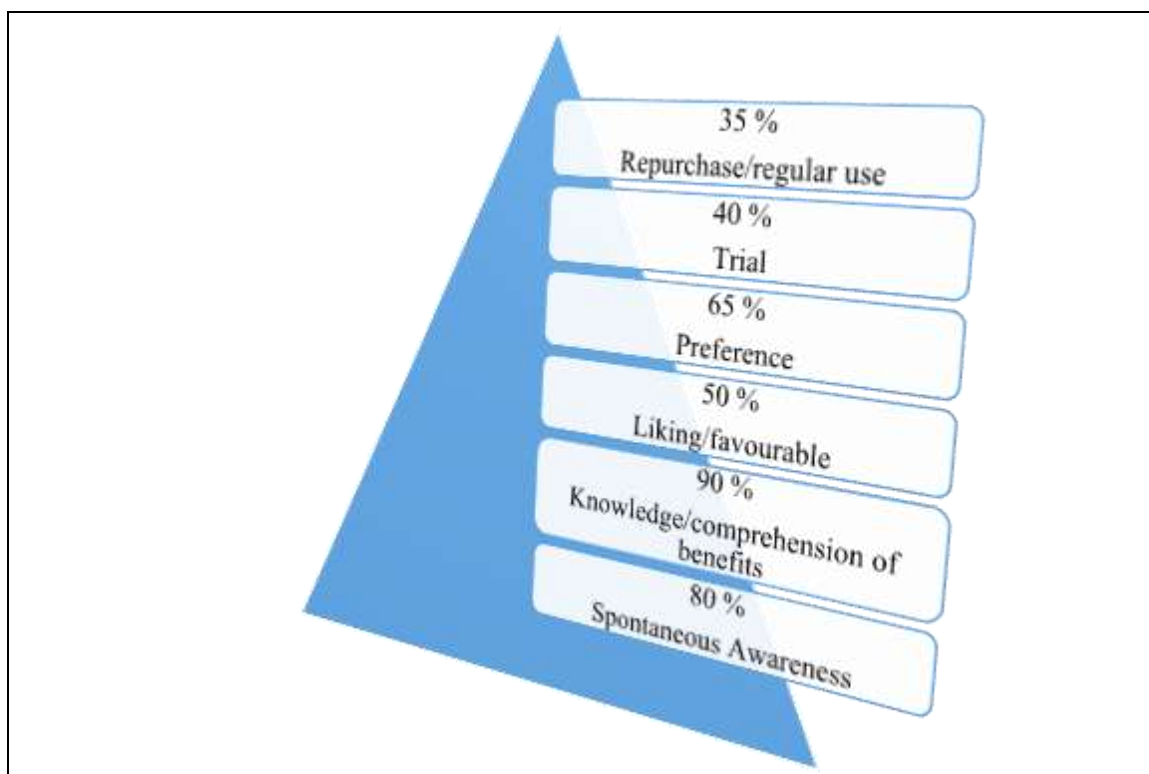 35 %
Repurchase/regular use
40 %
Trial
65 %
Preference
50 %
Liking/favourable
90 %
Knowledge/comprehension of
benefits
80 %
Spontaneous Awareness